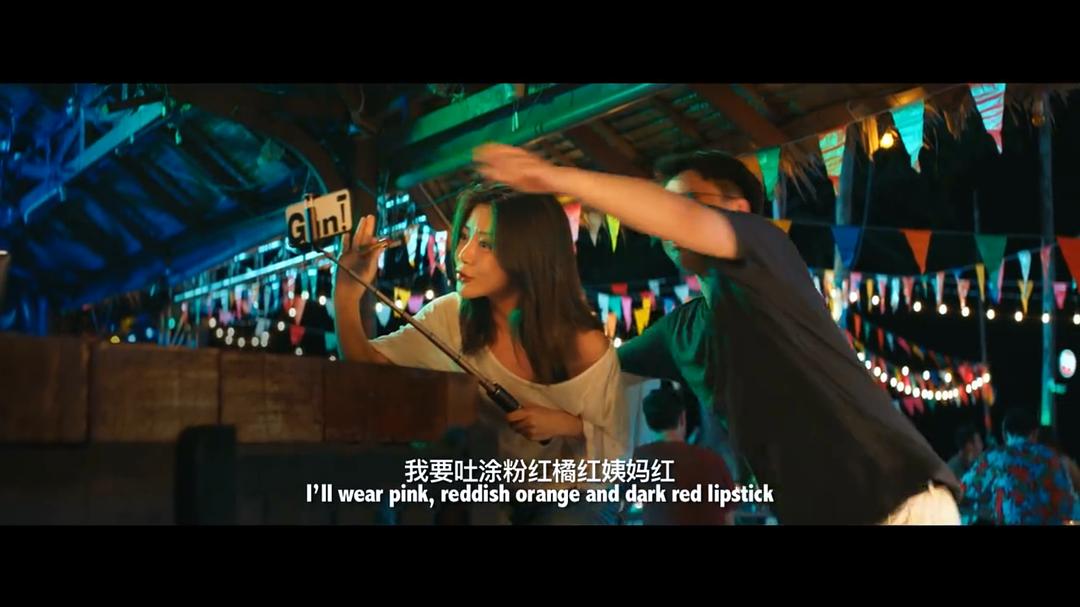 Gin!
我要吐涂粉红橘红姨妈红
I'll wear pink, reddish orange and dark red lipstick